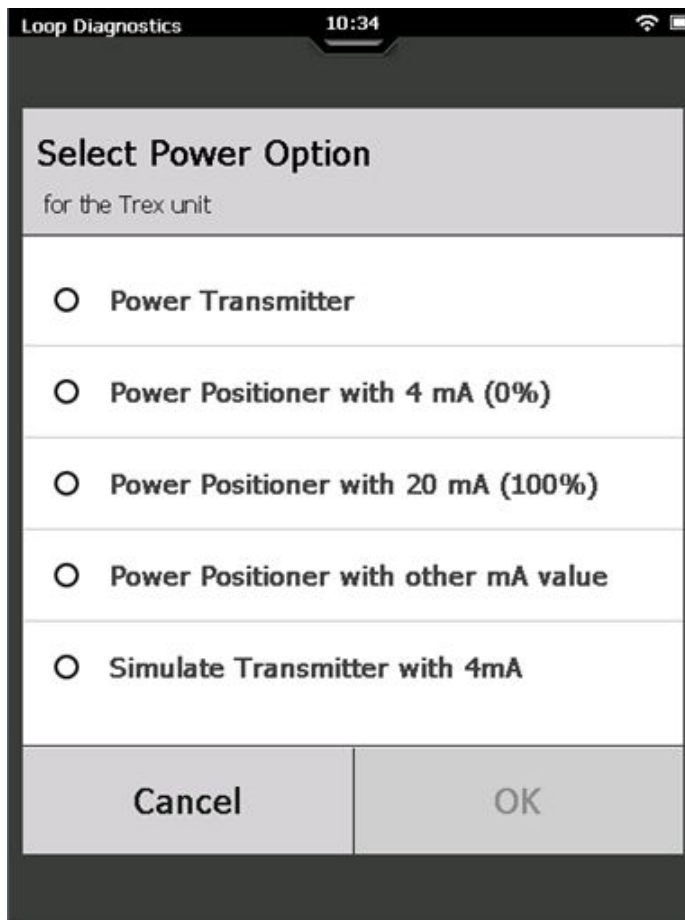 Loop Diagnostics 10:34
Select Power Option
for the Trex unit
Power Transmitter
Power Positioner with 4 mA (0%)
Power Positioner with 20 mA (100%)
Power Positioner with other mA value
Simulate Transmitter with 4mA
Cancel OK